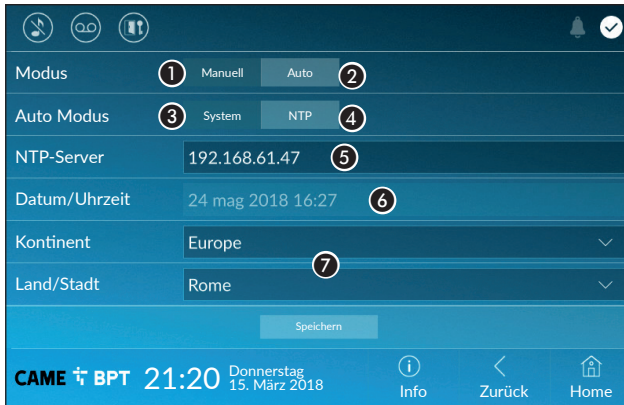 Modus 1 Manuell Auto 2
Auto Modus 3 System NTP 4
NTP-Server 192.168.61.47 5
Datum/Uhrzeit 24 mag 2018 16:27 6
Kontinent Europe
7
Land/Stadt Rome
Speichern
CAME BPT 21:20 Donnerstag
15. März 2018
Info Zurück Home